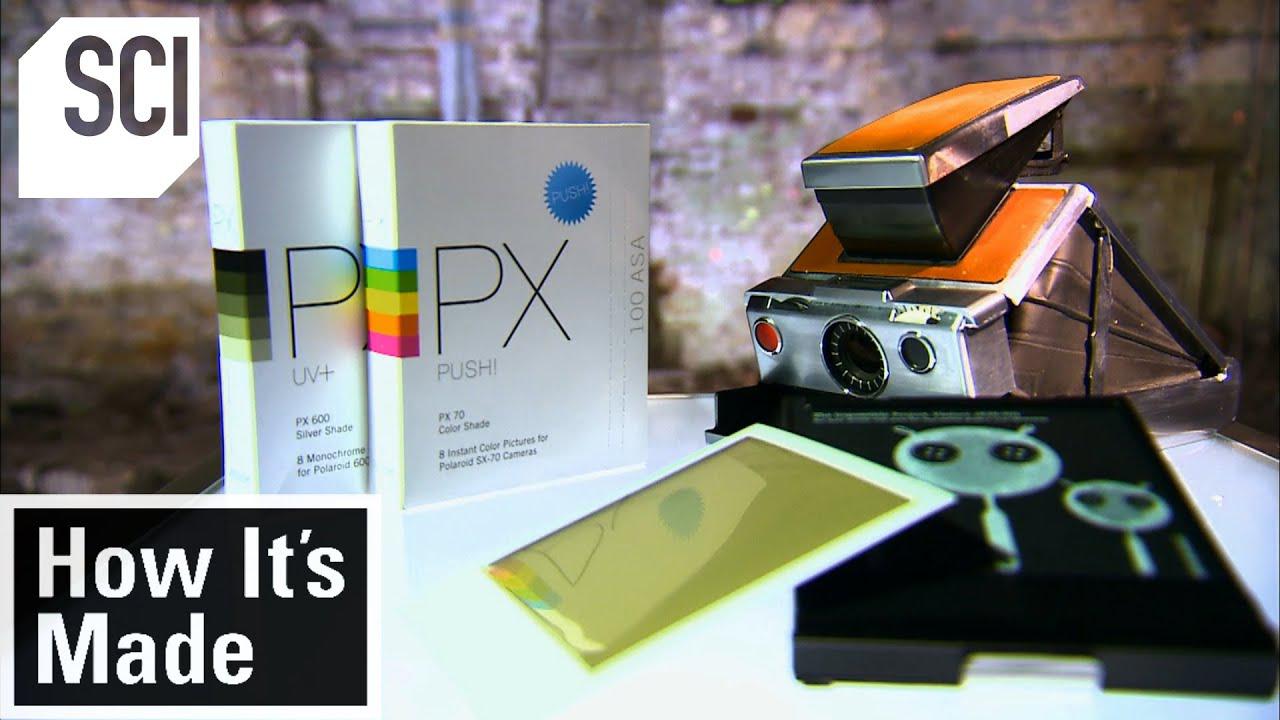 SCI
PUSH!
PX
UV+
PX 600
Silver Shade
8 Monochrome
for Polaroid 600
PX
PUSH!
100 ASA
PX 70
Color Shade
8 Instant Color Pictures for
Polaroid SX-70 Cameras
How It's
Made